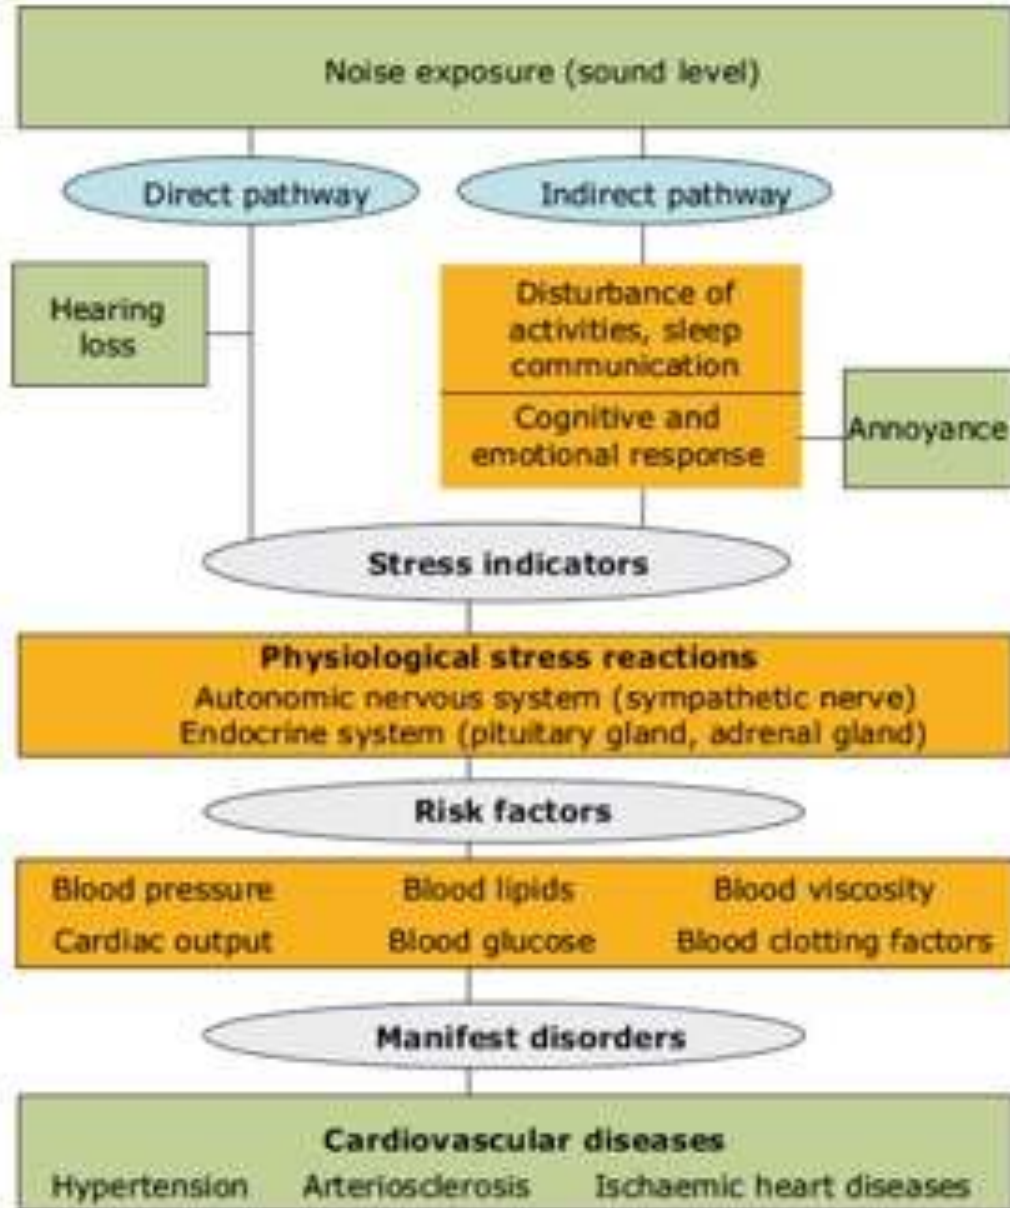 Noise exposure (sound level)
Direct pathway
Indirect pathway
Hearing
loss
Disturbance of
activities, sleep
communication
Cognitive and
emotional response
Annoyance
Stress indicators
Physiological stress reactions
Autonomic nervous system (sympathetic nerve)
Endocrine system (pituitary gland, adrenal gland)
Risk factors
Blood pressure Blood lipids Blood viscosity
Cardiac output Blood glucose Blood clotting factors
Manifest disorders
Cardiovascular diseases
Hypertension Arteriosclerosis Ischaemic heart diseases